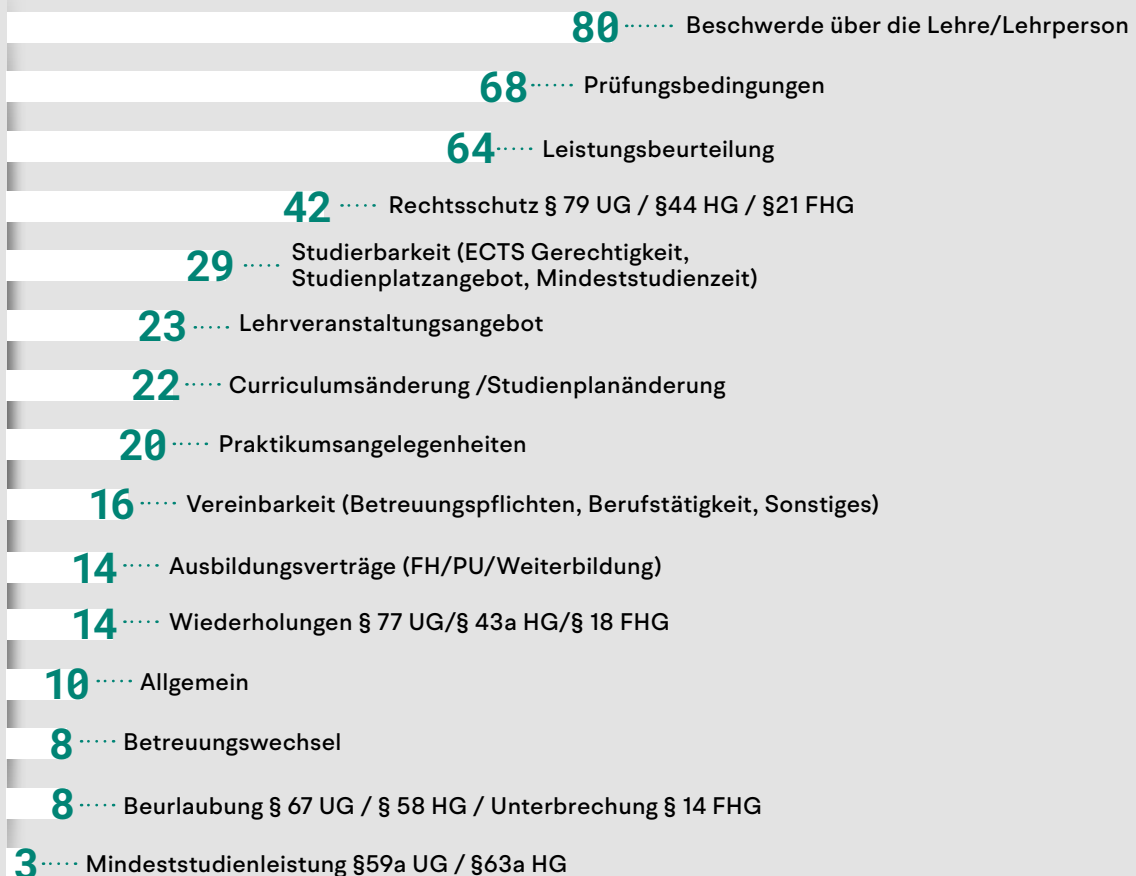 80 Beschwerde über die Lehre/Lehrperson
68 Prüfungsbedingungen
64 Leistungsbeurteilung
42 Rechtsschutz § 79 UG / §44 HG / §21 FHG
29 Studierbarkeit (ECTS Gerechtigkeit,
Studienplatzangebot, Mindeststudienzeit)
23 Lehrveranstaltungsangebot
22 Curriculumsänderung /Studienplanänderung
20 Praktikumsangelegenheiten
16 Vereinbarkeit (Betreuungspflichten, Berufstätigkeit, Sonstiges)
14 Ausbildungsverträge (FH/PU/Weiterbildung)
14 Wiederholungen § 77 UG/§ 43a HG/§ 18 FHG
10 Allgemein
8 Betreuungswechsel
8 Beurlaubung § 67 UG / § 58 HG / Unterbrechung § 14 FHG
3 Mindeststudienleistung §59a UG / §63a HG